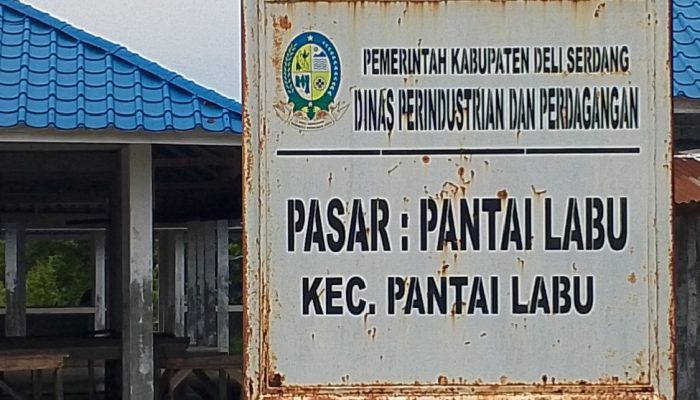 PEMERINTAH KABUPATEN DELI SERDANG
DINAS PERINDUSTRIAN DAN PERDAGANGAN
PASAR : PANTAI LABU
KEC. PANTAI LABU